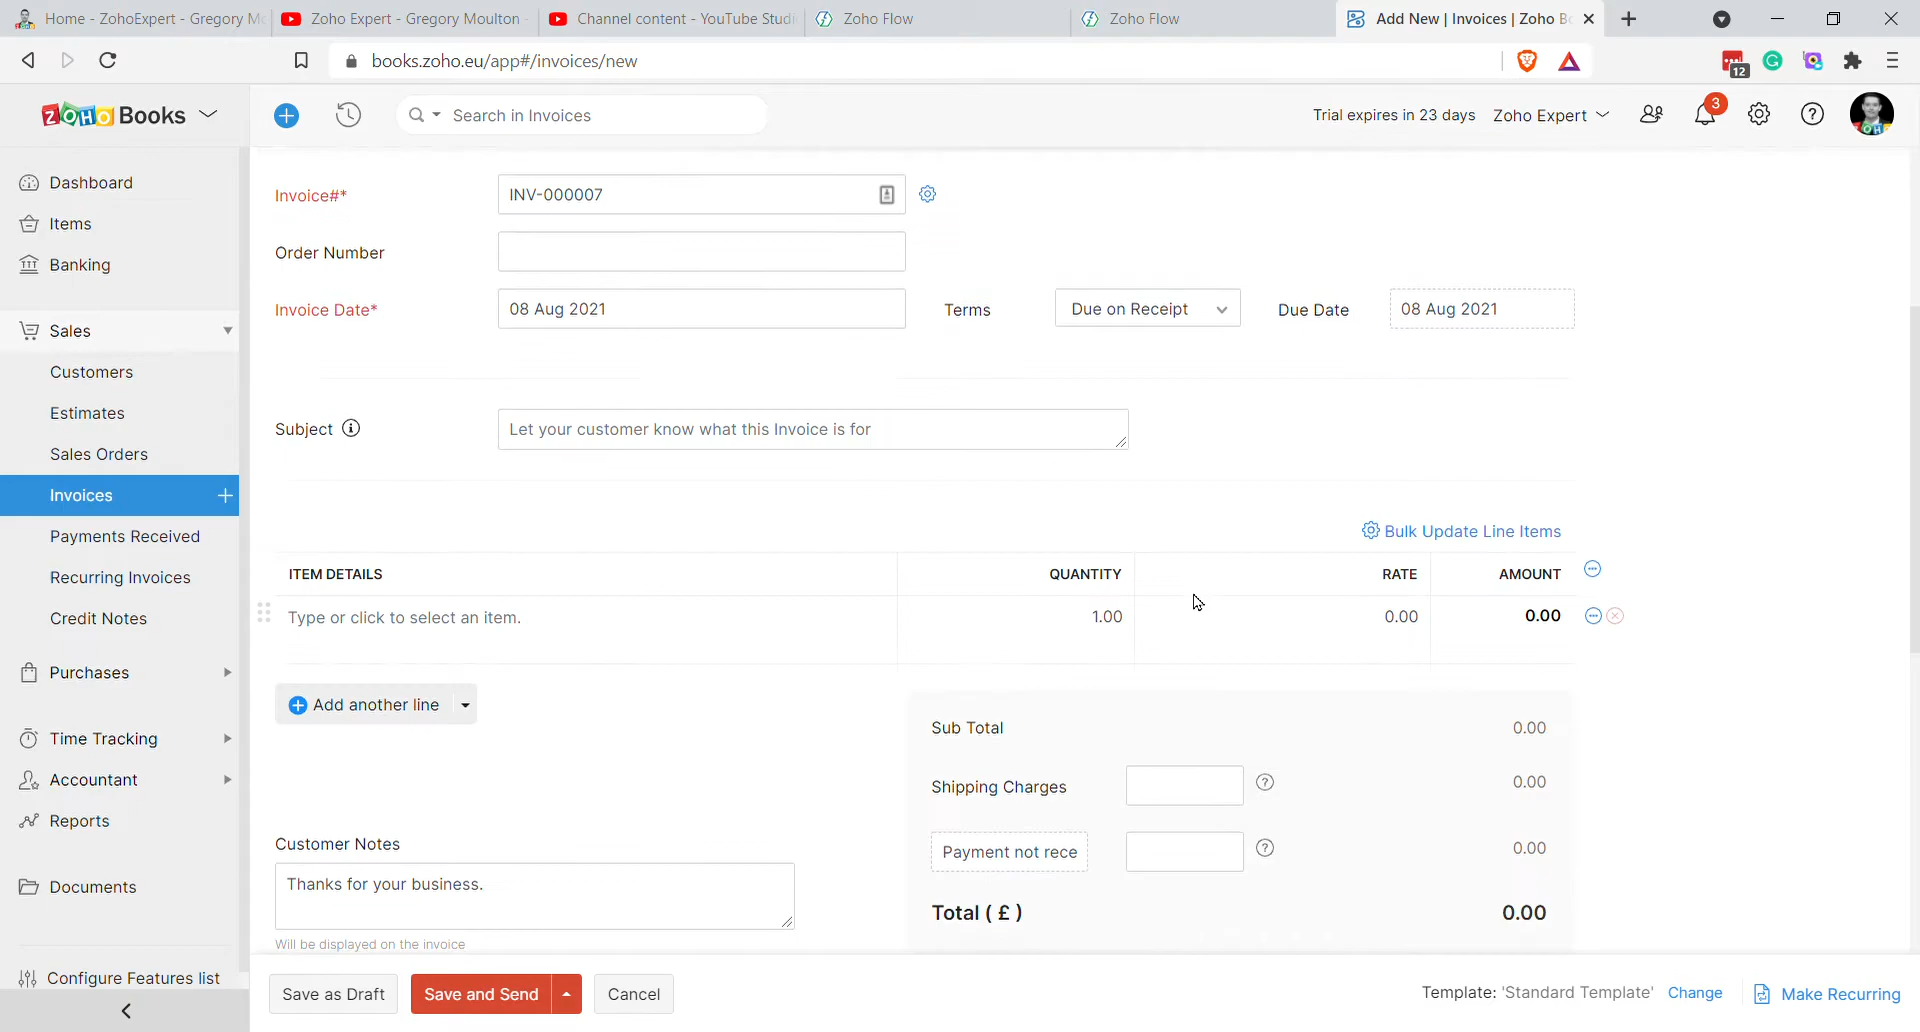 Home - ZohoExpert - Gregory Mo
Zoho Expert - Gregory Moulton -
Channel content - YouTube Studi
Zoho Flow
Zoho Flow
Add New | Invoices | Zoho Bo
books.zoho.eu/app#/invoices/new
12
ZOHO Books
Search in Invoices
Trial expires in 23 days
Zoho Expert
3
Dashboard
Items
Banking
Sales
Customers
Estimates
Sales Orders
Invoices
Payments Received
Recurring Invoices
Credit Notes
Purchases
Time Tracking
Accountant
Reports
Documents
Configure Features list
Invoice#*
INV-000007
Order Number
Invoice Date*
08 Aug 2021
Terms
Due on Receipt
Due Date
08 Aug 2021
Subject
Let your customer know what this Invoice is for
Bulk Update Line Items
ITEM DETAILS
QUANTITY
RATE
AMOUNT
Type or click to select an item.
1.00
0.00
0.00
Add another line
Sub Total
0.00
Shipping Charges
0.00
Payment not rece
0.00
Total ( £ )
0.00
Customer Notes
Thanks for your business.
Will be displayed on the invoice
Save as Draft
Save and Send
Cancel
Template: 'Standard Template'
Change
Make Recurring